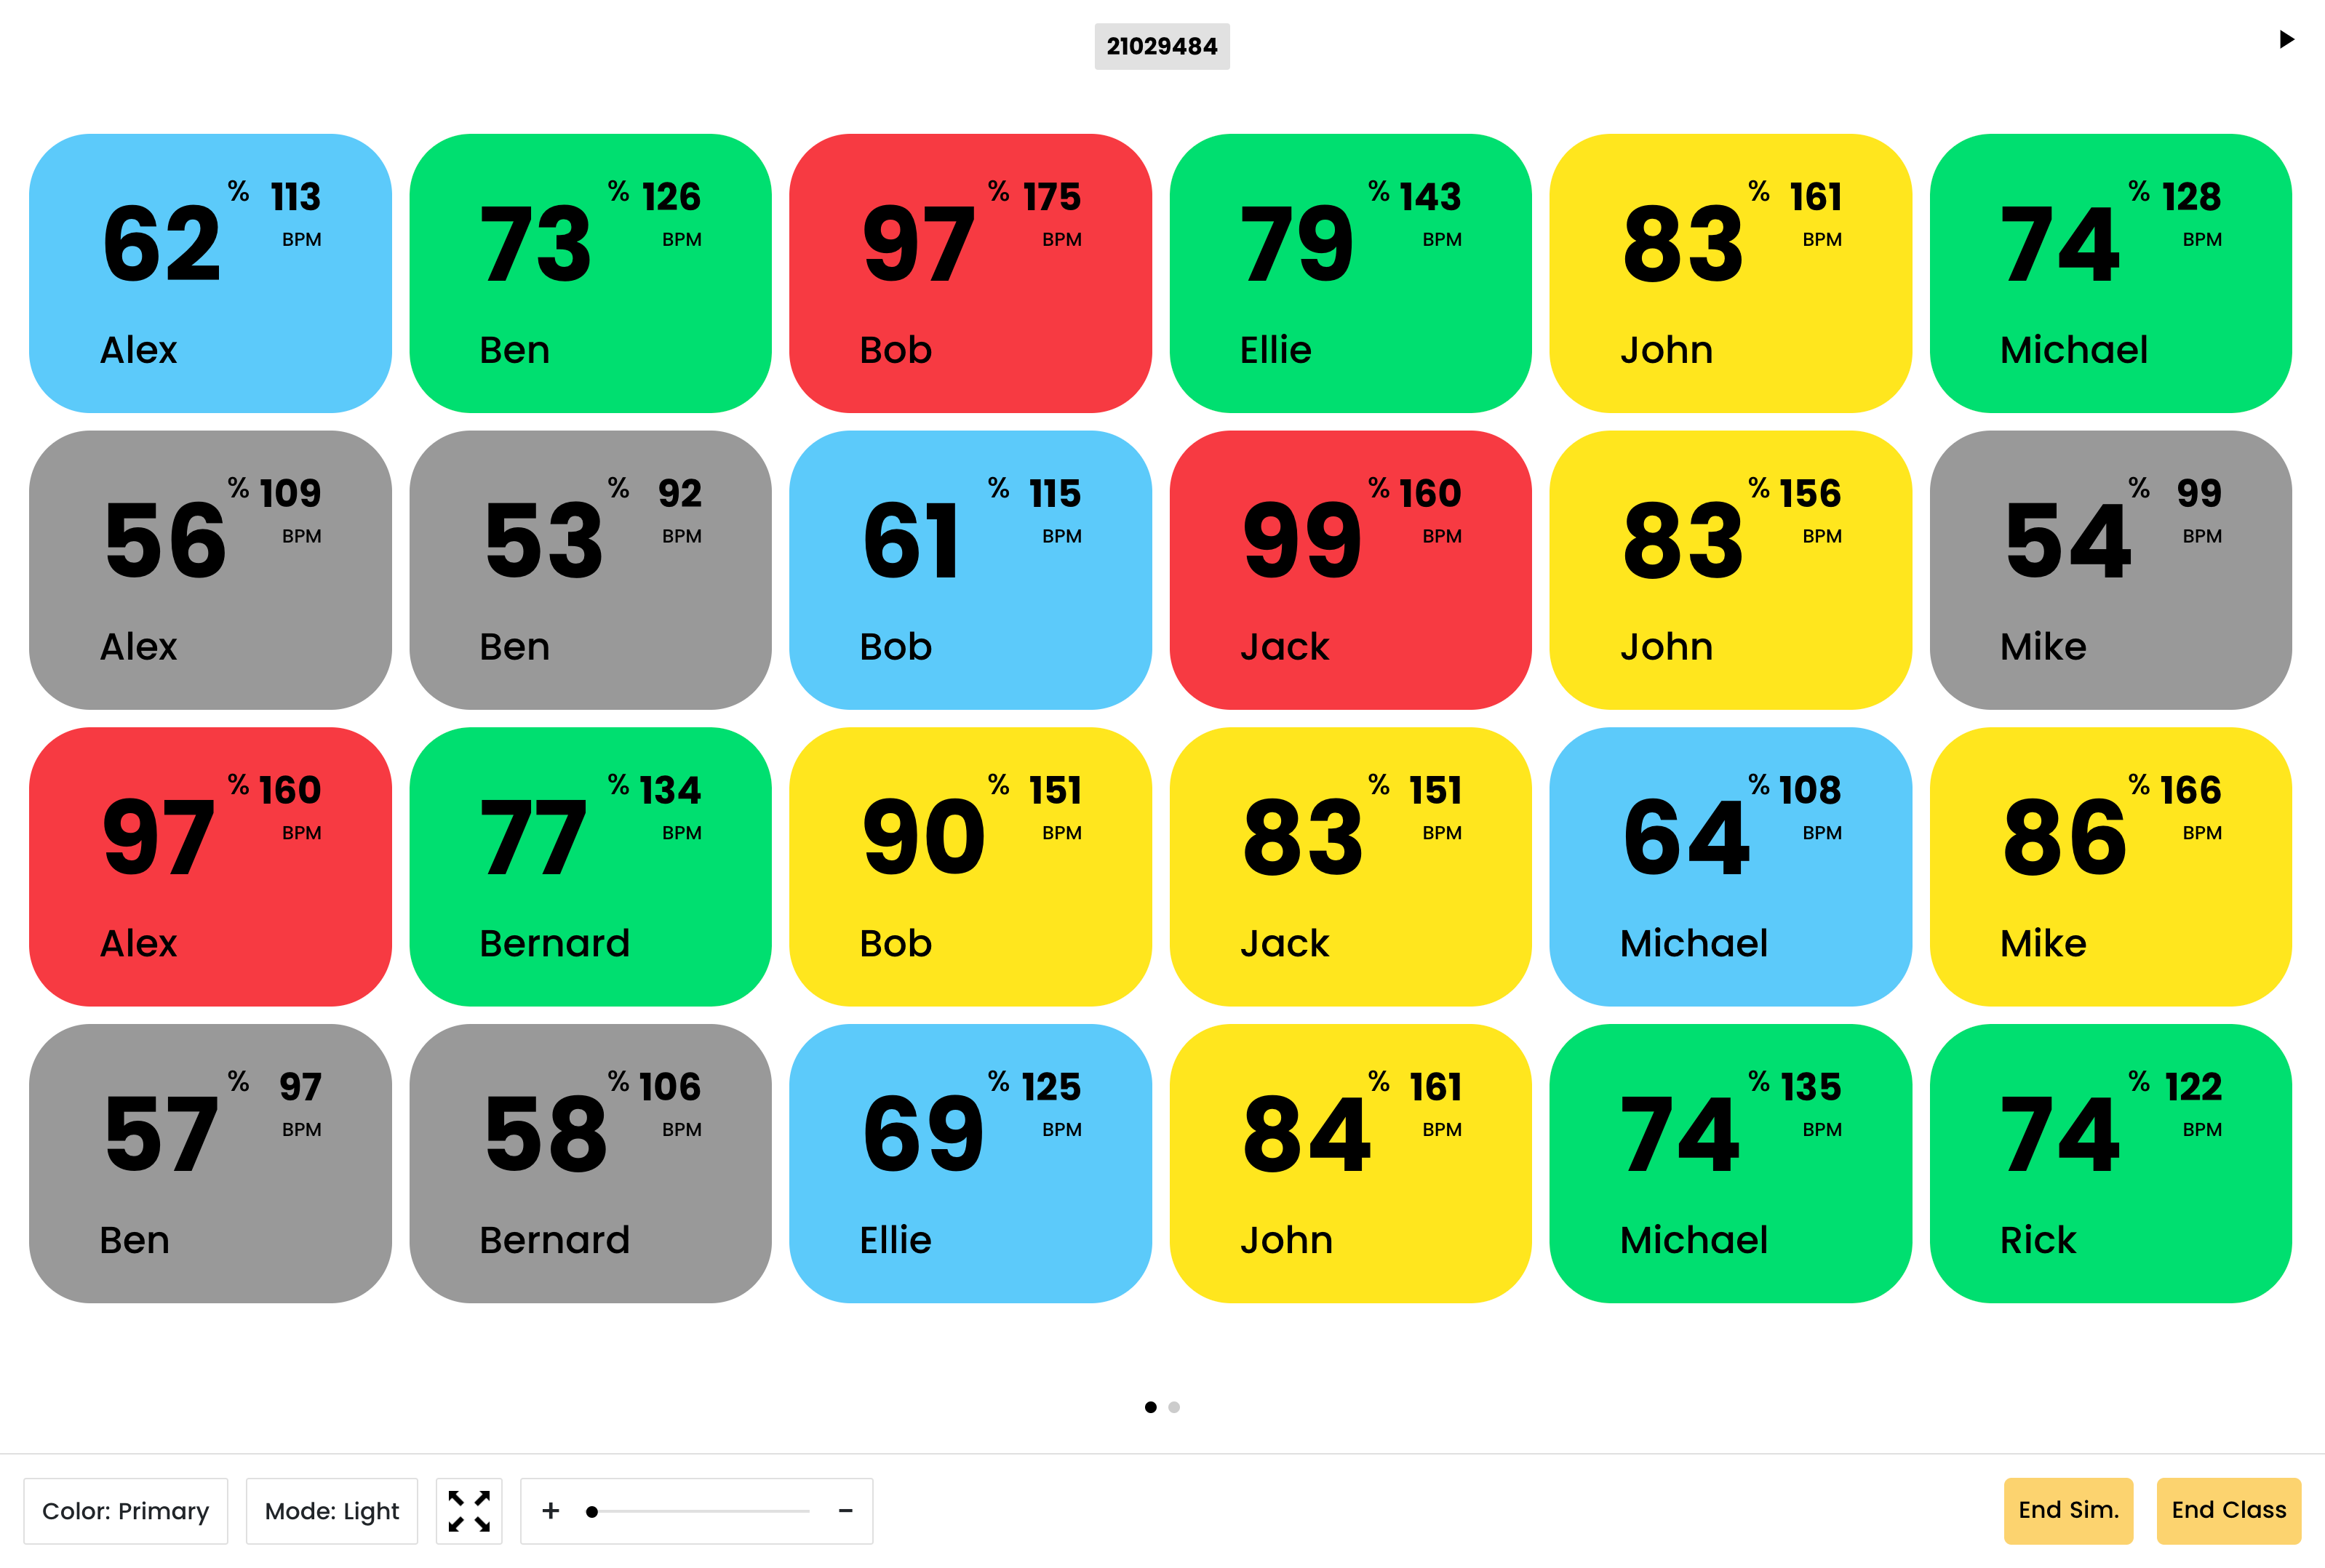 21029484
62 % 113
BPM
Alex
73 % 126
BPM
Ben
97 % 175
BPM
Bob
79 % 143
BPM
Ellie
83 % 161
BPM
John
74 % 128
BPM
Michael
56 % 109
BPM
Alex
53 % 92
BPM
Ben
61 % 115
BPM
Bob
99 % 160
BPM
Jack
83 % 156
BPM
John
54 % 99
BPM
Mike
97 % 160
BPM
Alex
77 % 134
BPM
Bernard
90 % 151
BPM
Bob
83 % 151
BPM
Jack
64 % 108
BPM
Michael
86 % 166
BPM
Mike
57 % 97
BPM
Ben
58 % 106
BPM
Bernard
69 % 125
BPM
Ellie
84 % 161
BPM
John
74 % 135
BPM
Michael
74 % 122
BPM
Rick
Color: Primary
Mode: Light
+ -
End Sim.
End Class